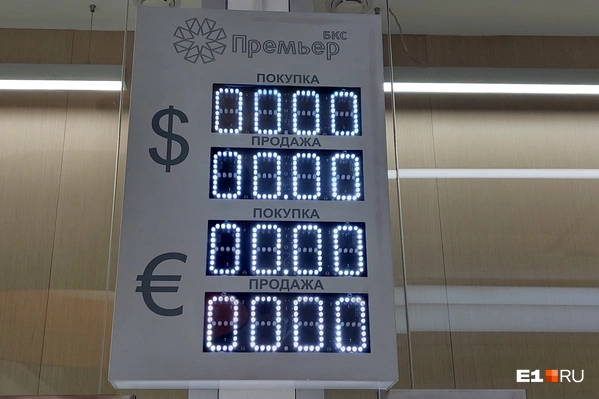 БКС
Премьер
ПОКУПКА
$ 00.00
ПРОДАЖА
00.00
ПОКУПКА
€ 00.00
ПРОДАЖА
00.00
E1.RU